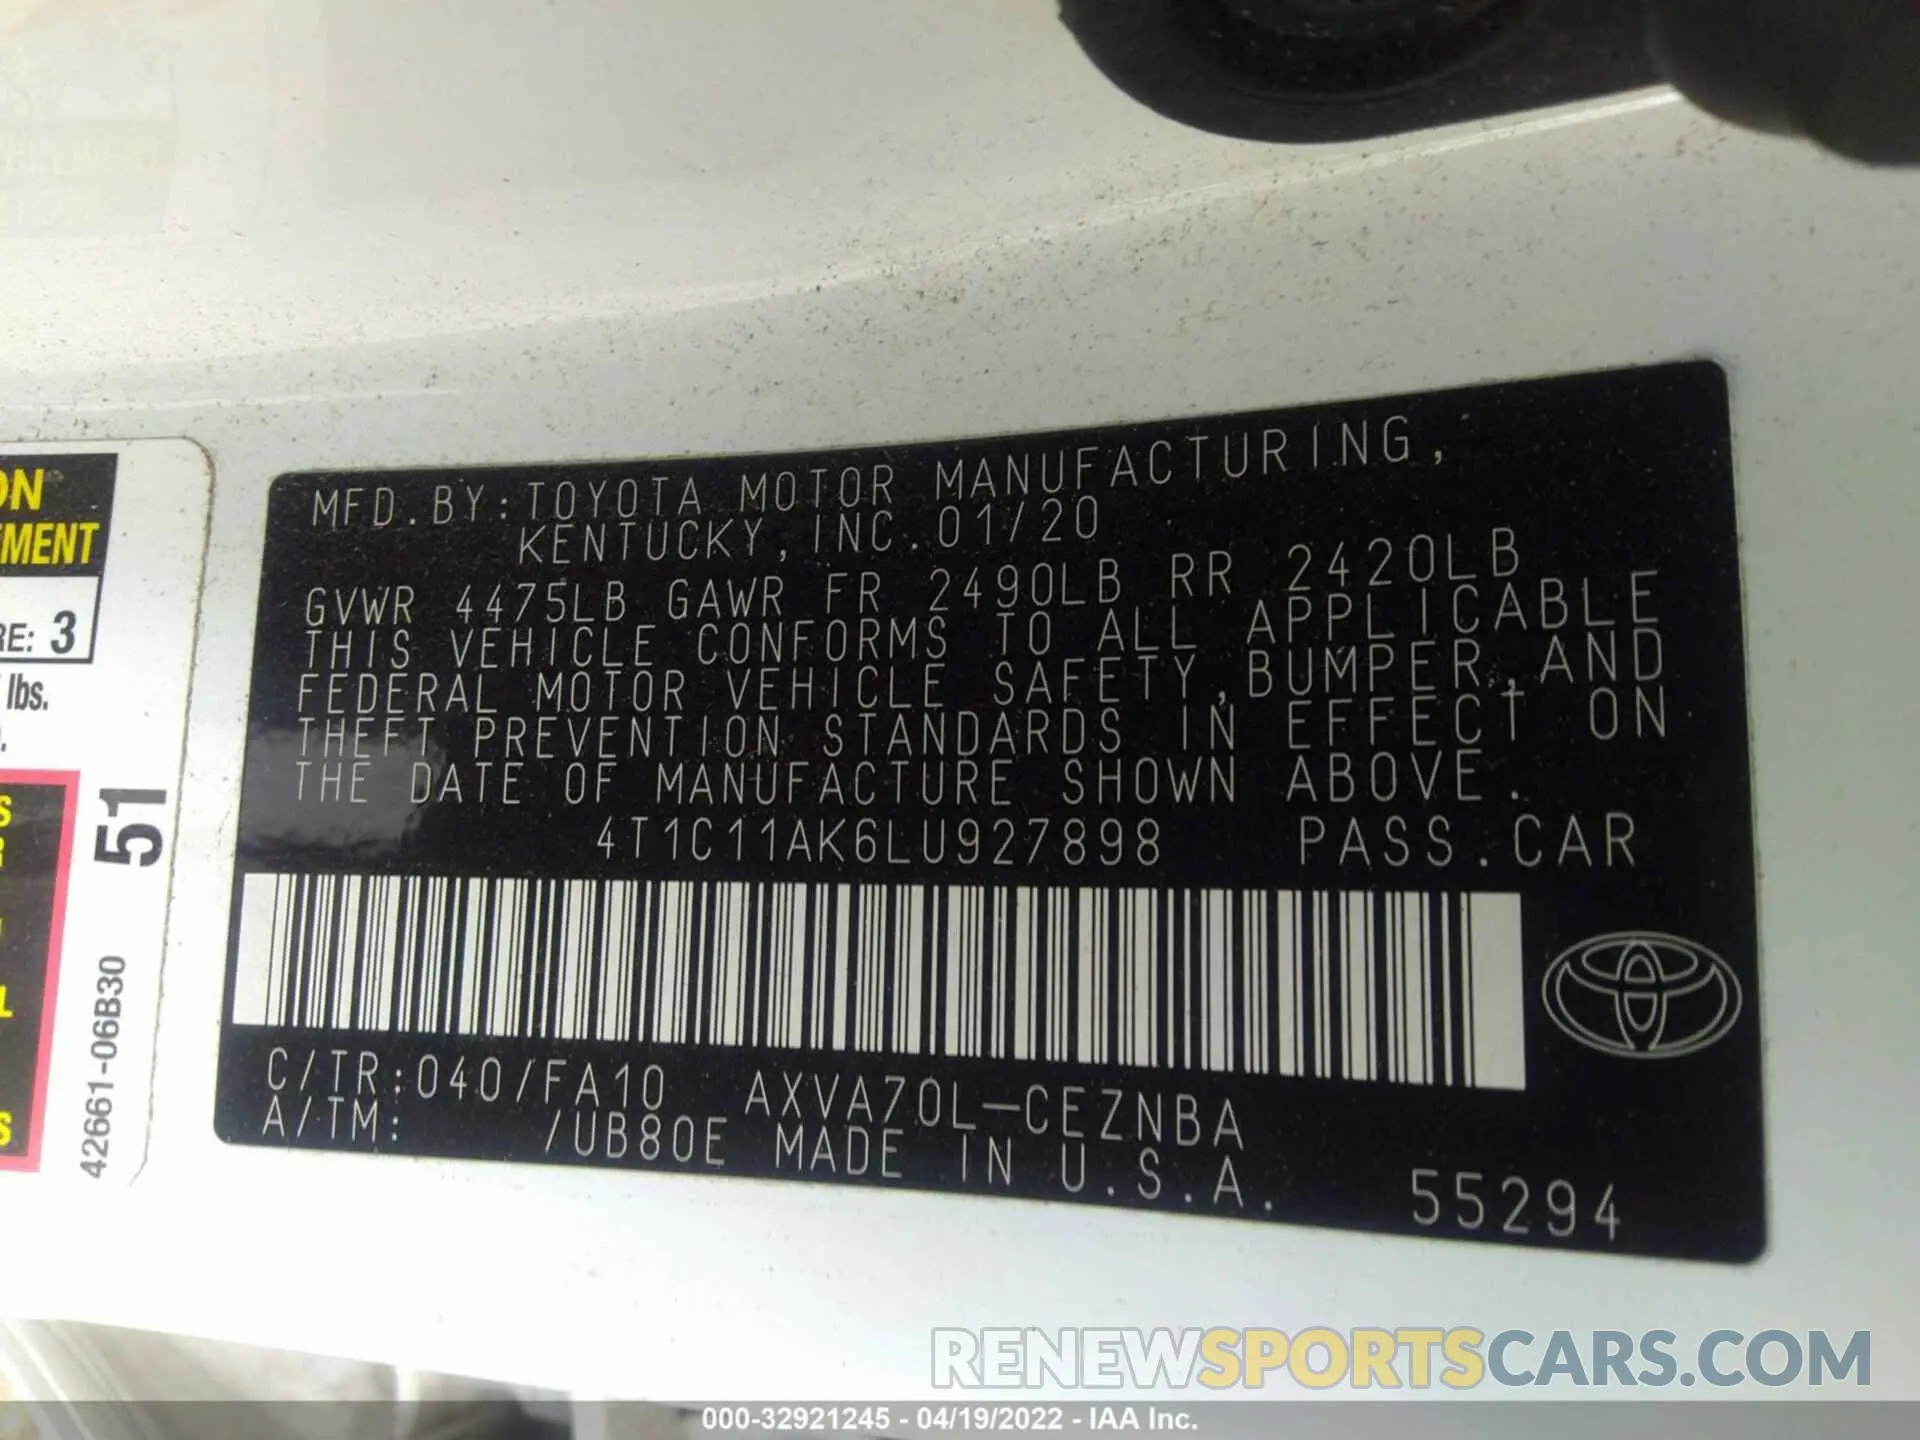 MFD.BY:TOYOTA MOTOR MANUFACTURING,
KENTUCKY,INC.01/20
GVWR 4475LB GAWR FR 2490LB RR 2420LB
THIS VEHICLE CONFORMS TO ALL APPLICABLE
FEDERAL MOTOR VEHICLE SAFETY,BUMPER,AND
THEFT PREVENTION STANDARDS IN EFFECT ON
THE DATE OF MANUFACTURE SHOWN ABOVE.
4T1C11AK6LU927898 PASS.CAR
C/TR:040/FA10 AXVA70L-CEZNBA
A/TM: /UB80E MADE IN U.S.A.
55294
ON
EMENT
RE: 3
lbs.
51
42661-06B30
RENEWSPORTSCARS.COM
000-32921245 - 04/19/2022 - IAA Inc.